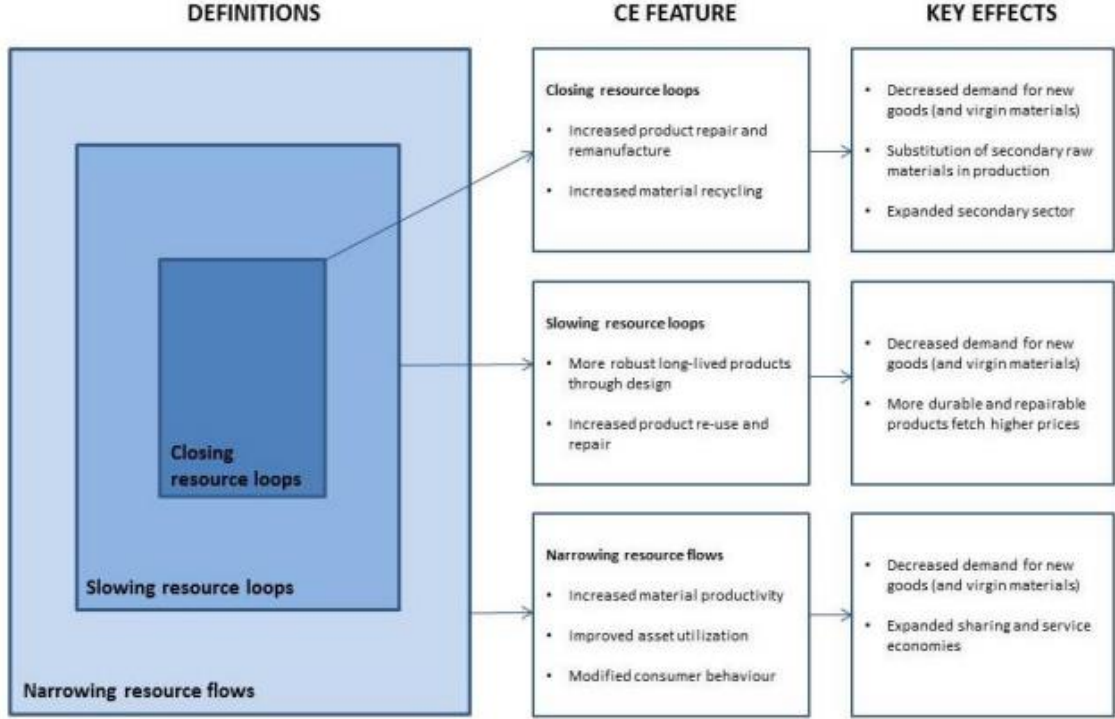 DEFINITIONS
CE FEATURE
KEY EFFECTS
Closing
resource loops
Slowing resource loops
Narrowing resource flows
Closing resource loops
• Increased product repair and
remanufacture
• Increased material recycling
• Decreased demand for new
goods (and virgin materials)
• Substitution of secondary raw
materials in production
• Expanded secondary sector
Slowing resource loops
• More robust long-lived products
through design
• Increased product re-use and
repair
• Decreased demand for new
goods (and virgin materials)
• More durable and repairable
products fetch higher prices
Narrowing resource flows
• Increased material productivity
• Improved asset utilization
• Modified consumer behaviour
• Decreased demand for new
goods (and virgin materials)
• Expanded sharing and service
economies